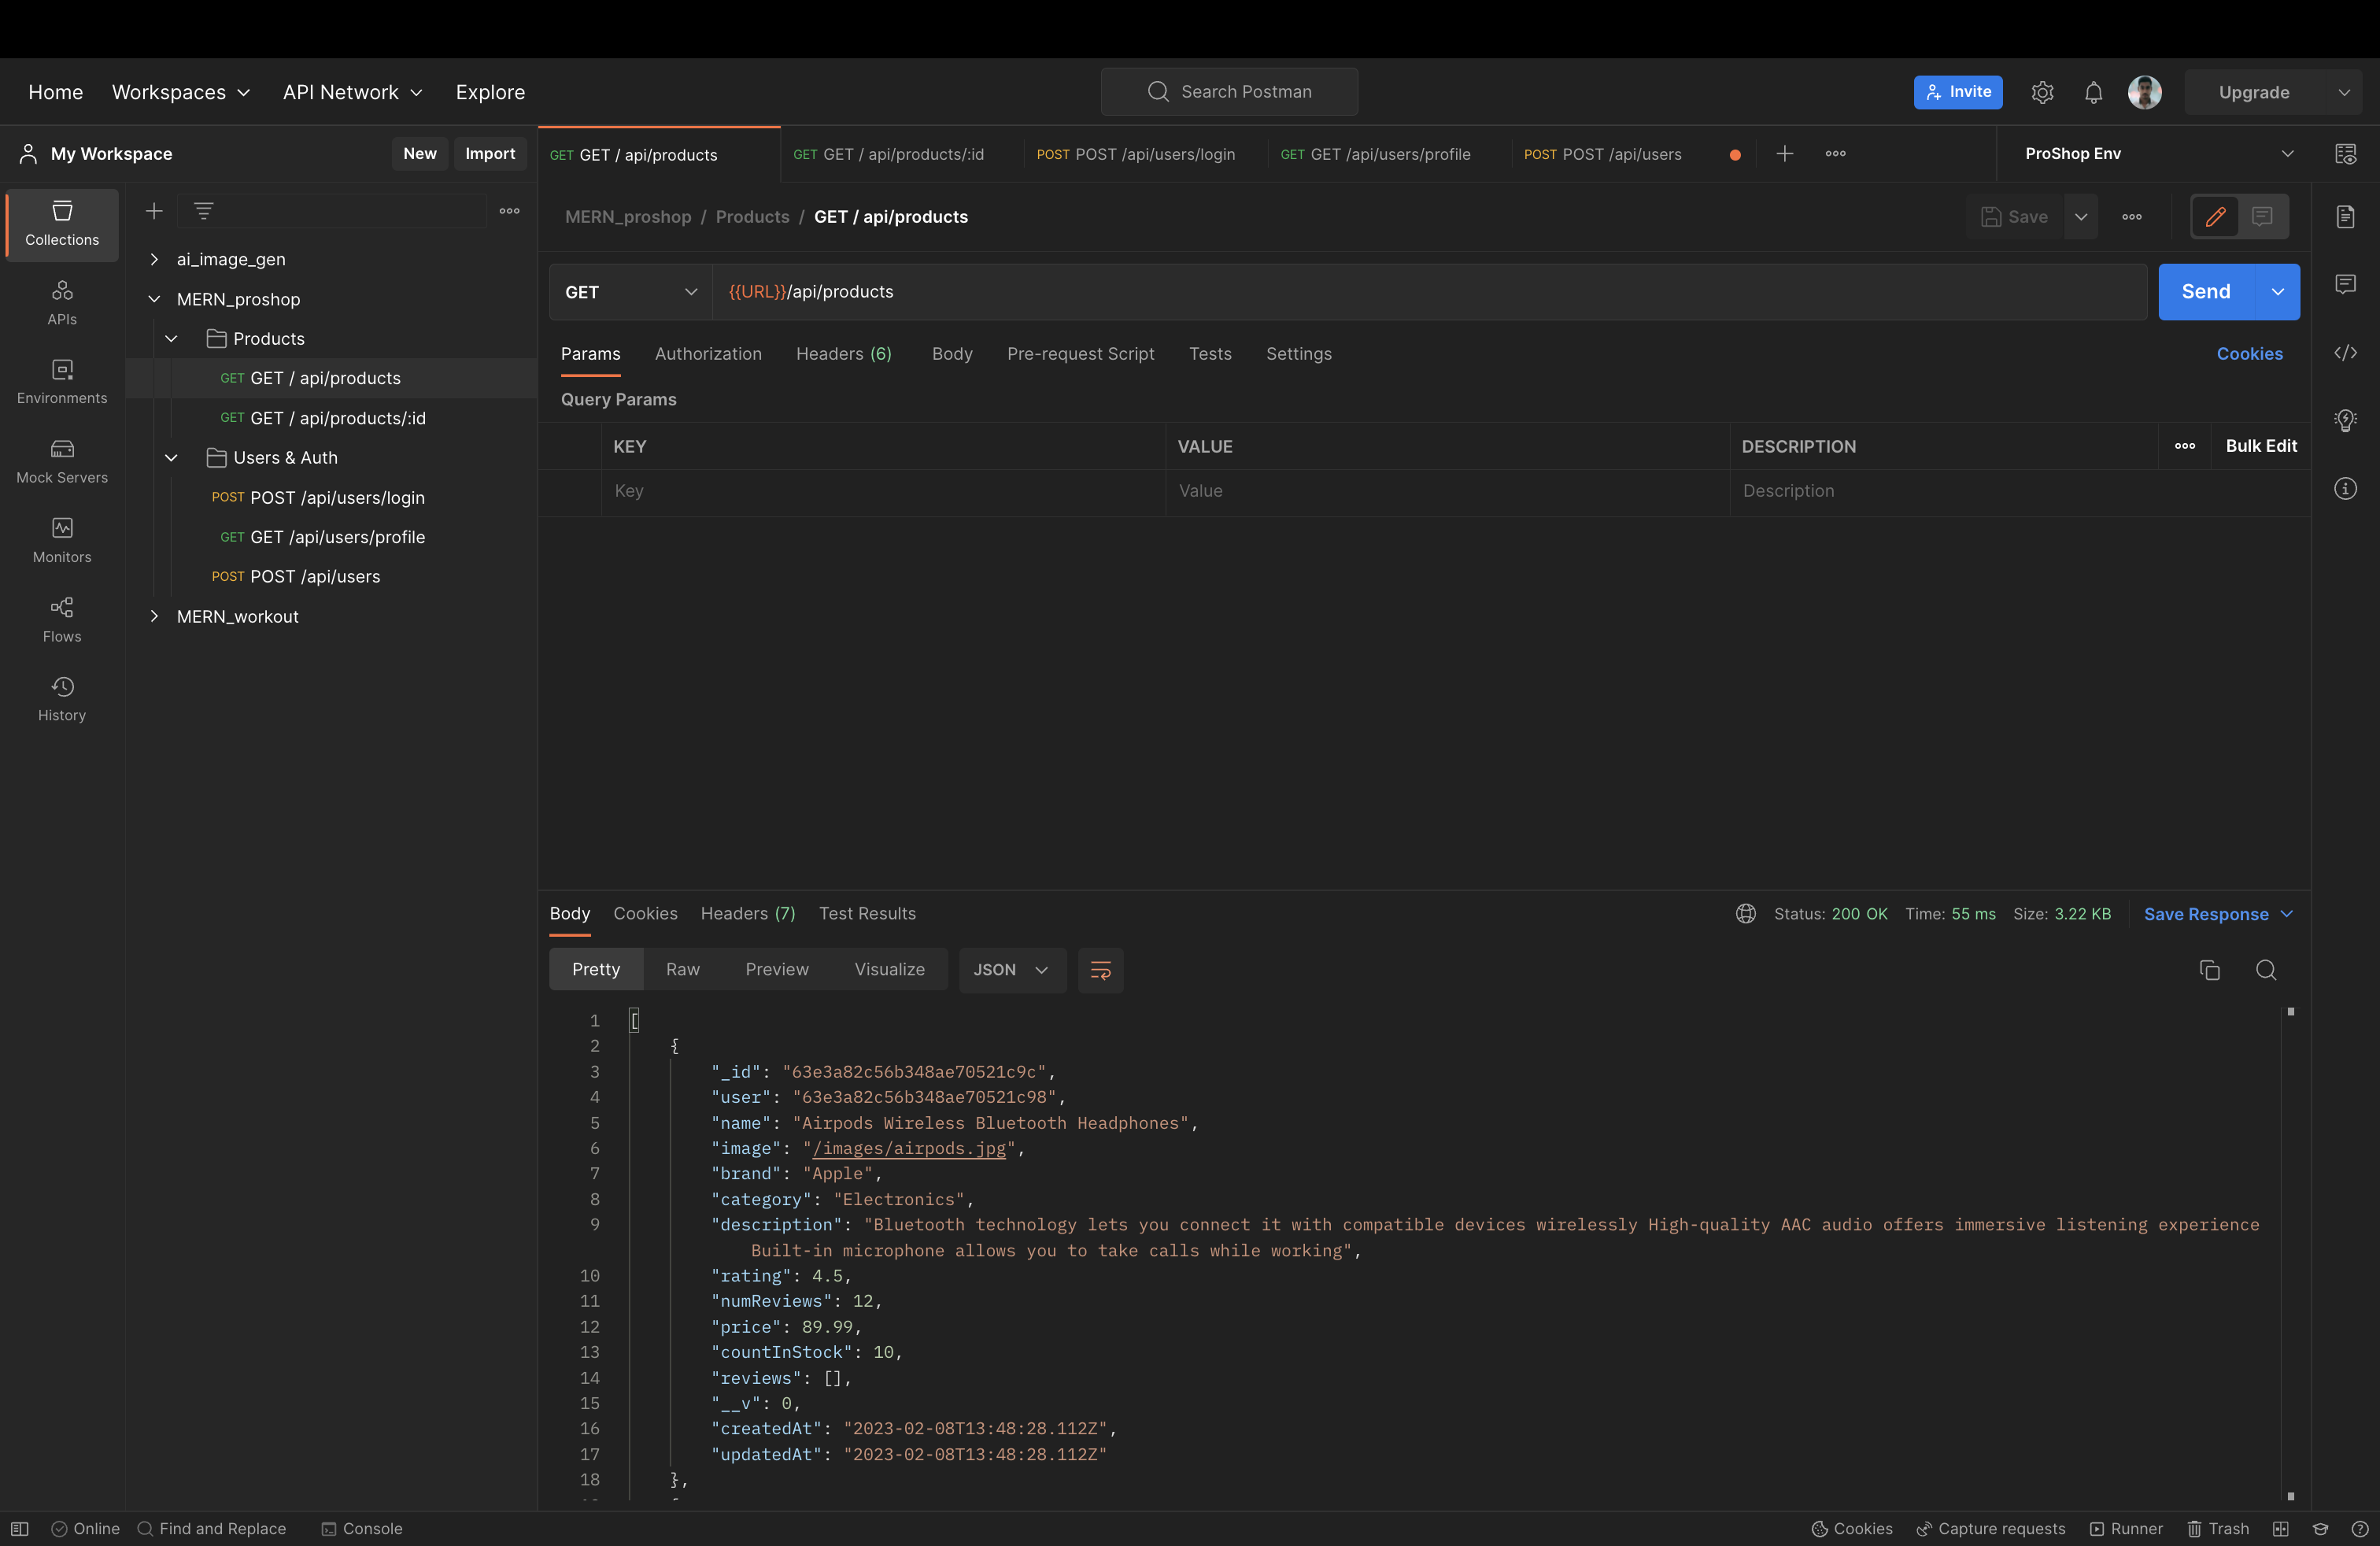 Home Workspaces API Network Explore Search Postman Invite Upgrade
My Workspace New Import
GET GET / api/products GET GET / api/products/:id POST POST /api/users/login GET GET /api/users/profile POST POST /api/users ProShop Env
Collections
APIs
Environments
Mock Servers
Monitors
Flows
History
ai_image_gen
MERN_proshop
Products
GET GET / api/products
GET GET / api/products/:id
Users & Auth
POST POST /api/users/login
GET GET /api/users/profile
POST POST /api/users
MERN_workout
MERN_proshop / Products / GET / api/products Save
GET {{URL}}/api/products Send
Params Authorization Headers (6) Body Pre-request Script Tests Settings Cookies
Query Params
KEY VALUE DESCRIPTION Bulk Edit
Key Value Description
Body Cookies Headers (7) Test Results Status: 200 OK Time: 55 ms Size: 3.22 KB Save Response
Pretty Raw Preview Visualize JSON
1 [
2 {
3 "_id": "63e3a82c56b348ae70521c9c",
4 "user": "63e3a82c56b348ae70521c98",
5 "name": "Airpods Wireless Bluetooth Headphones",
6 "image": "/images/airpods.jpg",
7 "brand": "Apple",
8 "category": "Electronics",
9 "description": "Bluetooth technology lets you connect it with compatible devices wirelessly High-quality AAC audio offers immersive listening experience
Built-in microphone allows you to take calls while working",
10 "rating": 4.5,
11 "numReviews": 12,
12 "price": 89.99,
13 "countInStock": 10,
14 "reviews": [],
15 "__v": 0,
16 "createdAt": "2023-02-08T13:48:28.112Z",
17 "updatedAt": "2023-02-08T13:48:28.112Z"
18 },
Online Find and Replace Console Cookies Capture requests Runner Trash